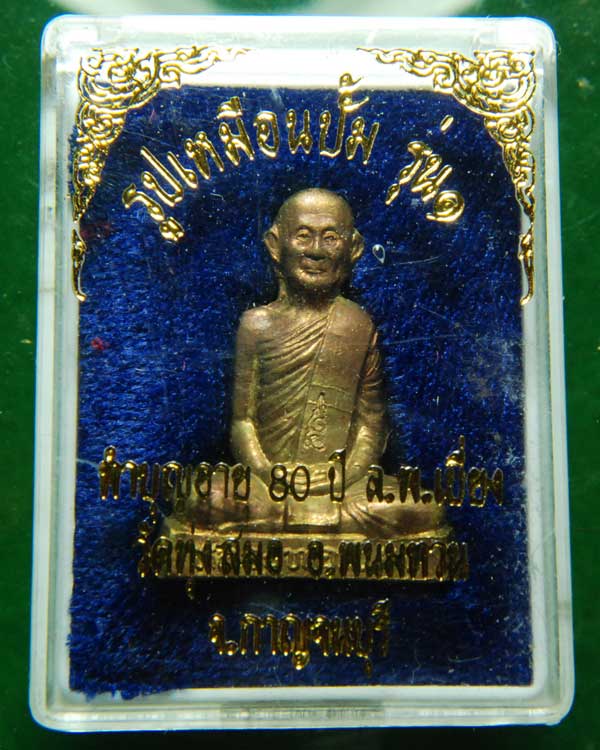 รูปเหมือนปั้ม รุ่น๑
ทำบุญอายุ 80 ปี ล.พ.เบี่ยง
วัดทุ่งสมอ อ.พนมทวน
จ.กาญจนบุรี